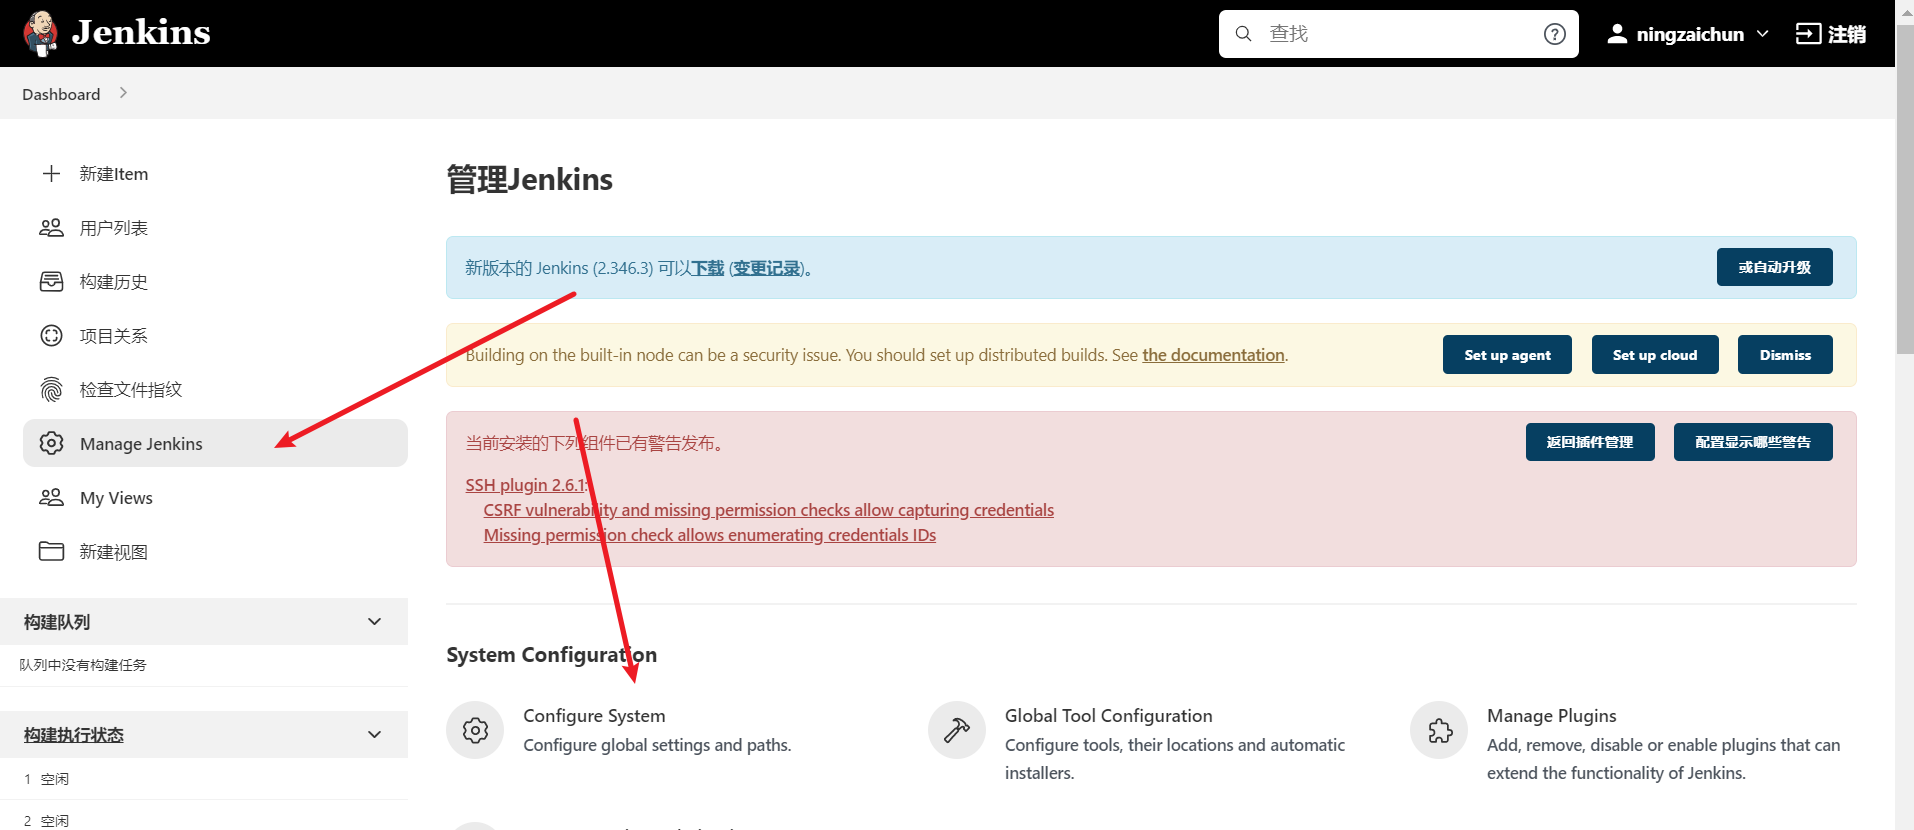 Jenkins
查找
ningzaichun
注销
Dashboard
新建Item
用户列表
构建历史
项目关系
检查文件指纹
Manage Jenkins
My Views
新建视图
构建队列
队列中没有构建任务
构建执行状态
1 空闲
2 空闲
管理Jenkins
新版本的 Jenkins (2.346.3) 可以下载 (变更记录)。
或自动升级
Building on the built-in node can be a security issue. You should set up distributed builds. See the documentation.
Set up agent
Set up cloud
Dismiss
当前安装的下列组件已有警告发布。
返回插件管理
配置显示哪些警告
SSH plugin 2.6.1:
CSRF vulnerability and missing permission checks allow capturing credentials
Missing permission check allows enumerating credentials IDs
System Configuration
Configure System
Configure global settings and paths.
Global Tool Configuration
Configure tools, their locations and automatic
installers.
Manage Plugins
Add, remove, disable or enable plugins that can
extend the functionality of Jenkins.